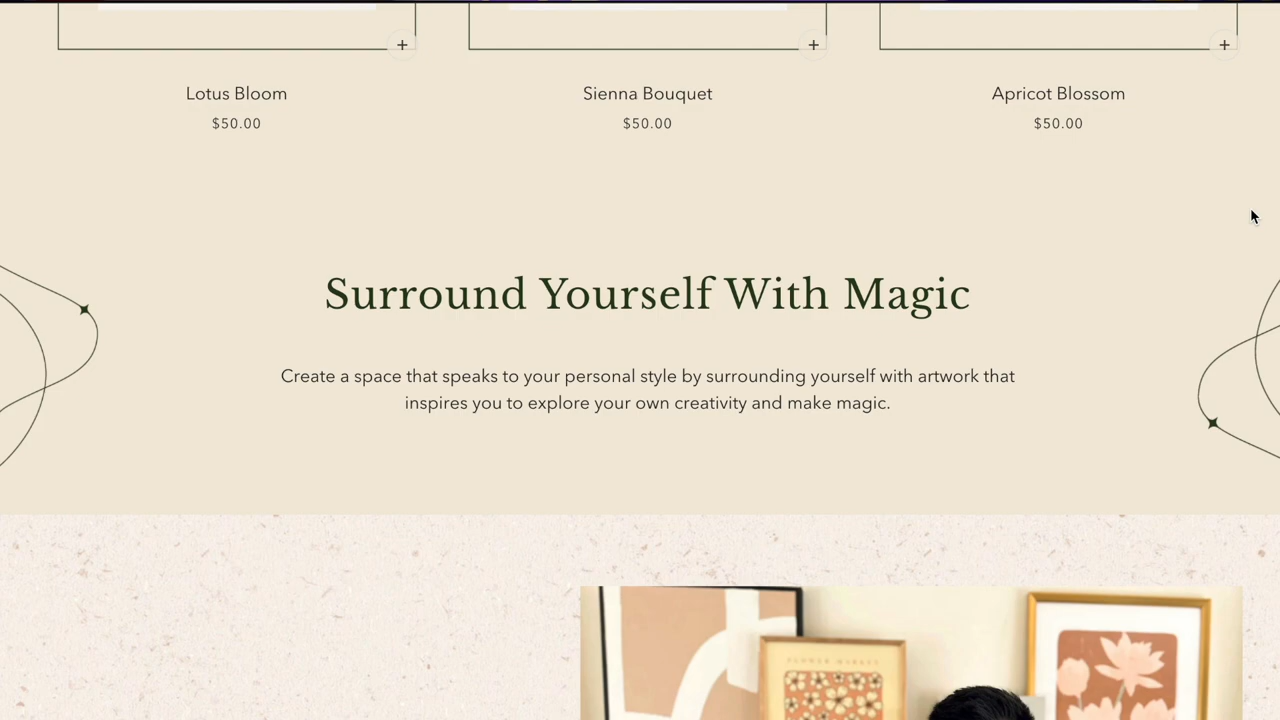 Lotus Bloom
$50.00
Sienna Bouquet
$50.00
Apricot Blossom
$50.00
Surround Yourself With Magic
Create a space that speaks to your personal style by surrounding yourself with artwork that
inspires you to explore your own creativity and make magic.
FLOWER MARKET